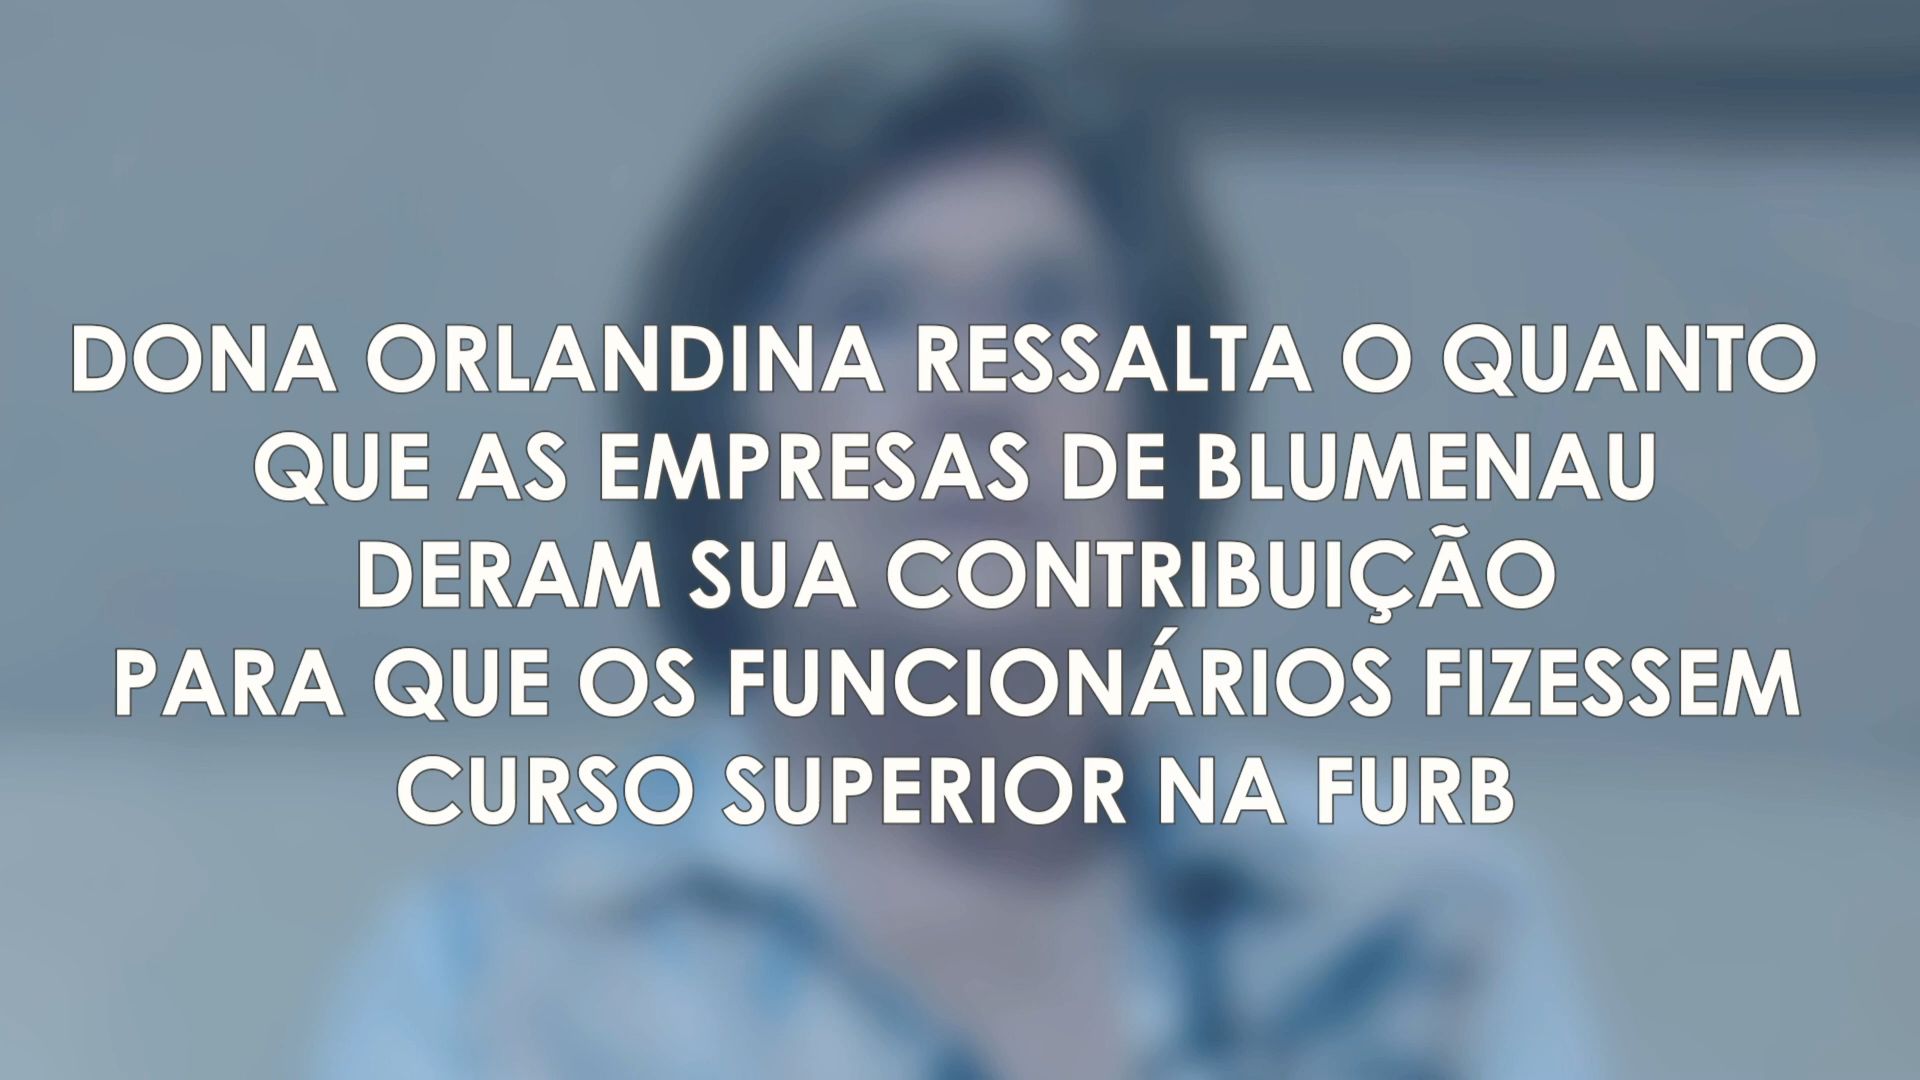 DONA ORLANDINA RESSALTA O QUANTO
QUE AS EMPRESAS DE BLUMENAU
DERAM SUA CONTRIBUIÇÃO
PARA QUE OS FUNCIONÁRIOS FIZESSEM
CURSO SUPERIOR NA FURB